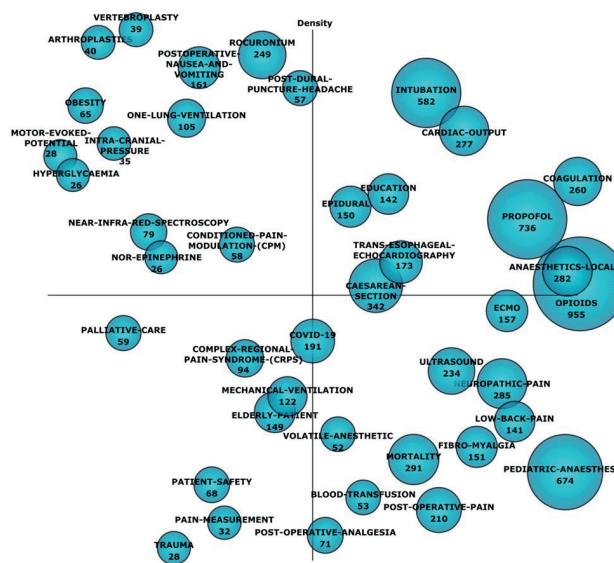 VERTEBROPLASTY
39
Density
ARTHROPLASTIES
40
POSTOPERATIVE-
NAUSEA-AND-
VOMITING
161
ROCURONIUM
249
POST-DURAL-
PUNCTURE-HEADACHE
57
INTUBATION
582
OBESITY
65
ONE-LUNG-VENTILATION
105
CARDIAC-OUTPUT
277
MOTOR-EVOKED-
POTENTIAL
28
INTRA-CRANIAL-
PRESSURE
35
HYPERGLYCAEMIA
26
COAGULATION
260
EDUCATION
142
EPIDURAL
150
PROPOFOL
736
NEAR-INFRA-RED-SPECTROSCOPY
79
CONDITIONED-PAIN-
MODULATION-(CPM)
58
NOR-EPINEPHRINE
26
TRANS-ESOPHAGEAL-
ECHOCARDIOGRAPHY
173
ANAESTHETICS-LOCAL
282
CAESAREAN-
SECTION
342
OPIOIDS
955
ECMO
157
PALLIATIVE-CARE
59
COVID-19
191
COMPLEX-REGIONAL-
PAIN-SYNDROME-(CRPS)
94
ULTRASOUND
234
NEUROPATHIC-PAIN
285
MECHANICAL-VENTILATION
122
ELDERLY-PATIENT
149
LOW-BACK-PAIN
141
VOLATILE-ANESTHETIC
52
FIBRO-MYALGIA
151
MORTALITY
291
PEDIATRIC-ANAESTHES
674
PATIENT-SAFETY
68
BLOOD-TRANSFUSION
53
POST-OPERATIVE-PAIN
210
PAIN-MEASUREMENT
32
POST-OPERATIVE-ANALGESIA
71
TRAUMA
28